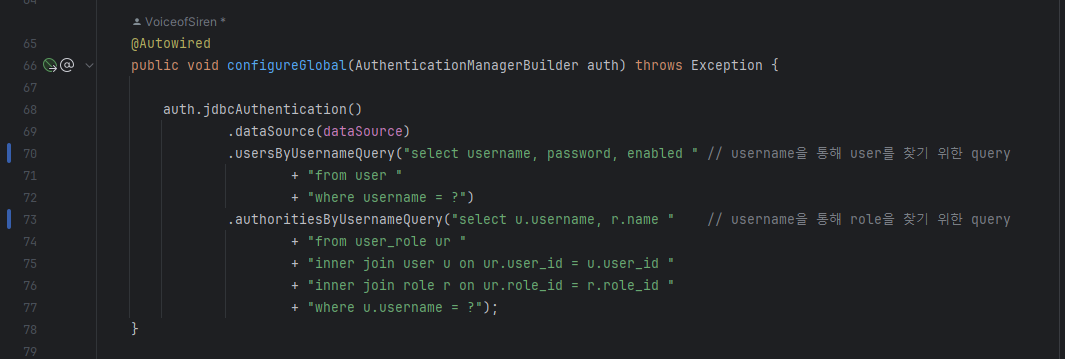 64
VoiceofSiren *
65 @Autowired
66 public void configureGlobal(AuthenticationManagerBuilder auth) throws Exception {
67
68 auth.jdbcAuthentication()
69 .dataSource(dataSource)
70 .usersByUsernameQuery("select username, password, enabled " // username을 통해 user를 찾기 위한 query
71 + "from user "
72 + "where username = ?")
73 .authoritiesByUsernameQuery("select u.username, r.name " // username을 통해 role을 찾기 위한 query
74 + "from user_role ur "
75 + "inner join user u on ur.user_id = u.user_id "
76 + "inner join role r on ur.role_id = r.role_id "
77 + "where u.username = ?");
78 }
79